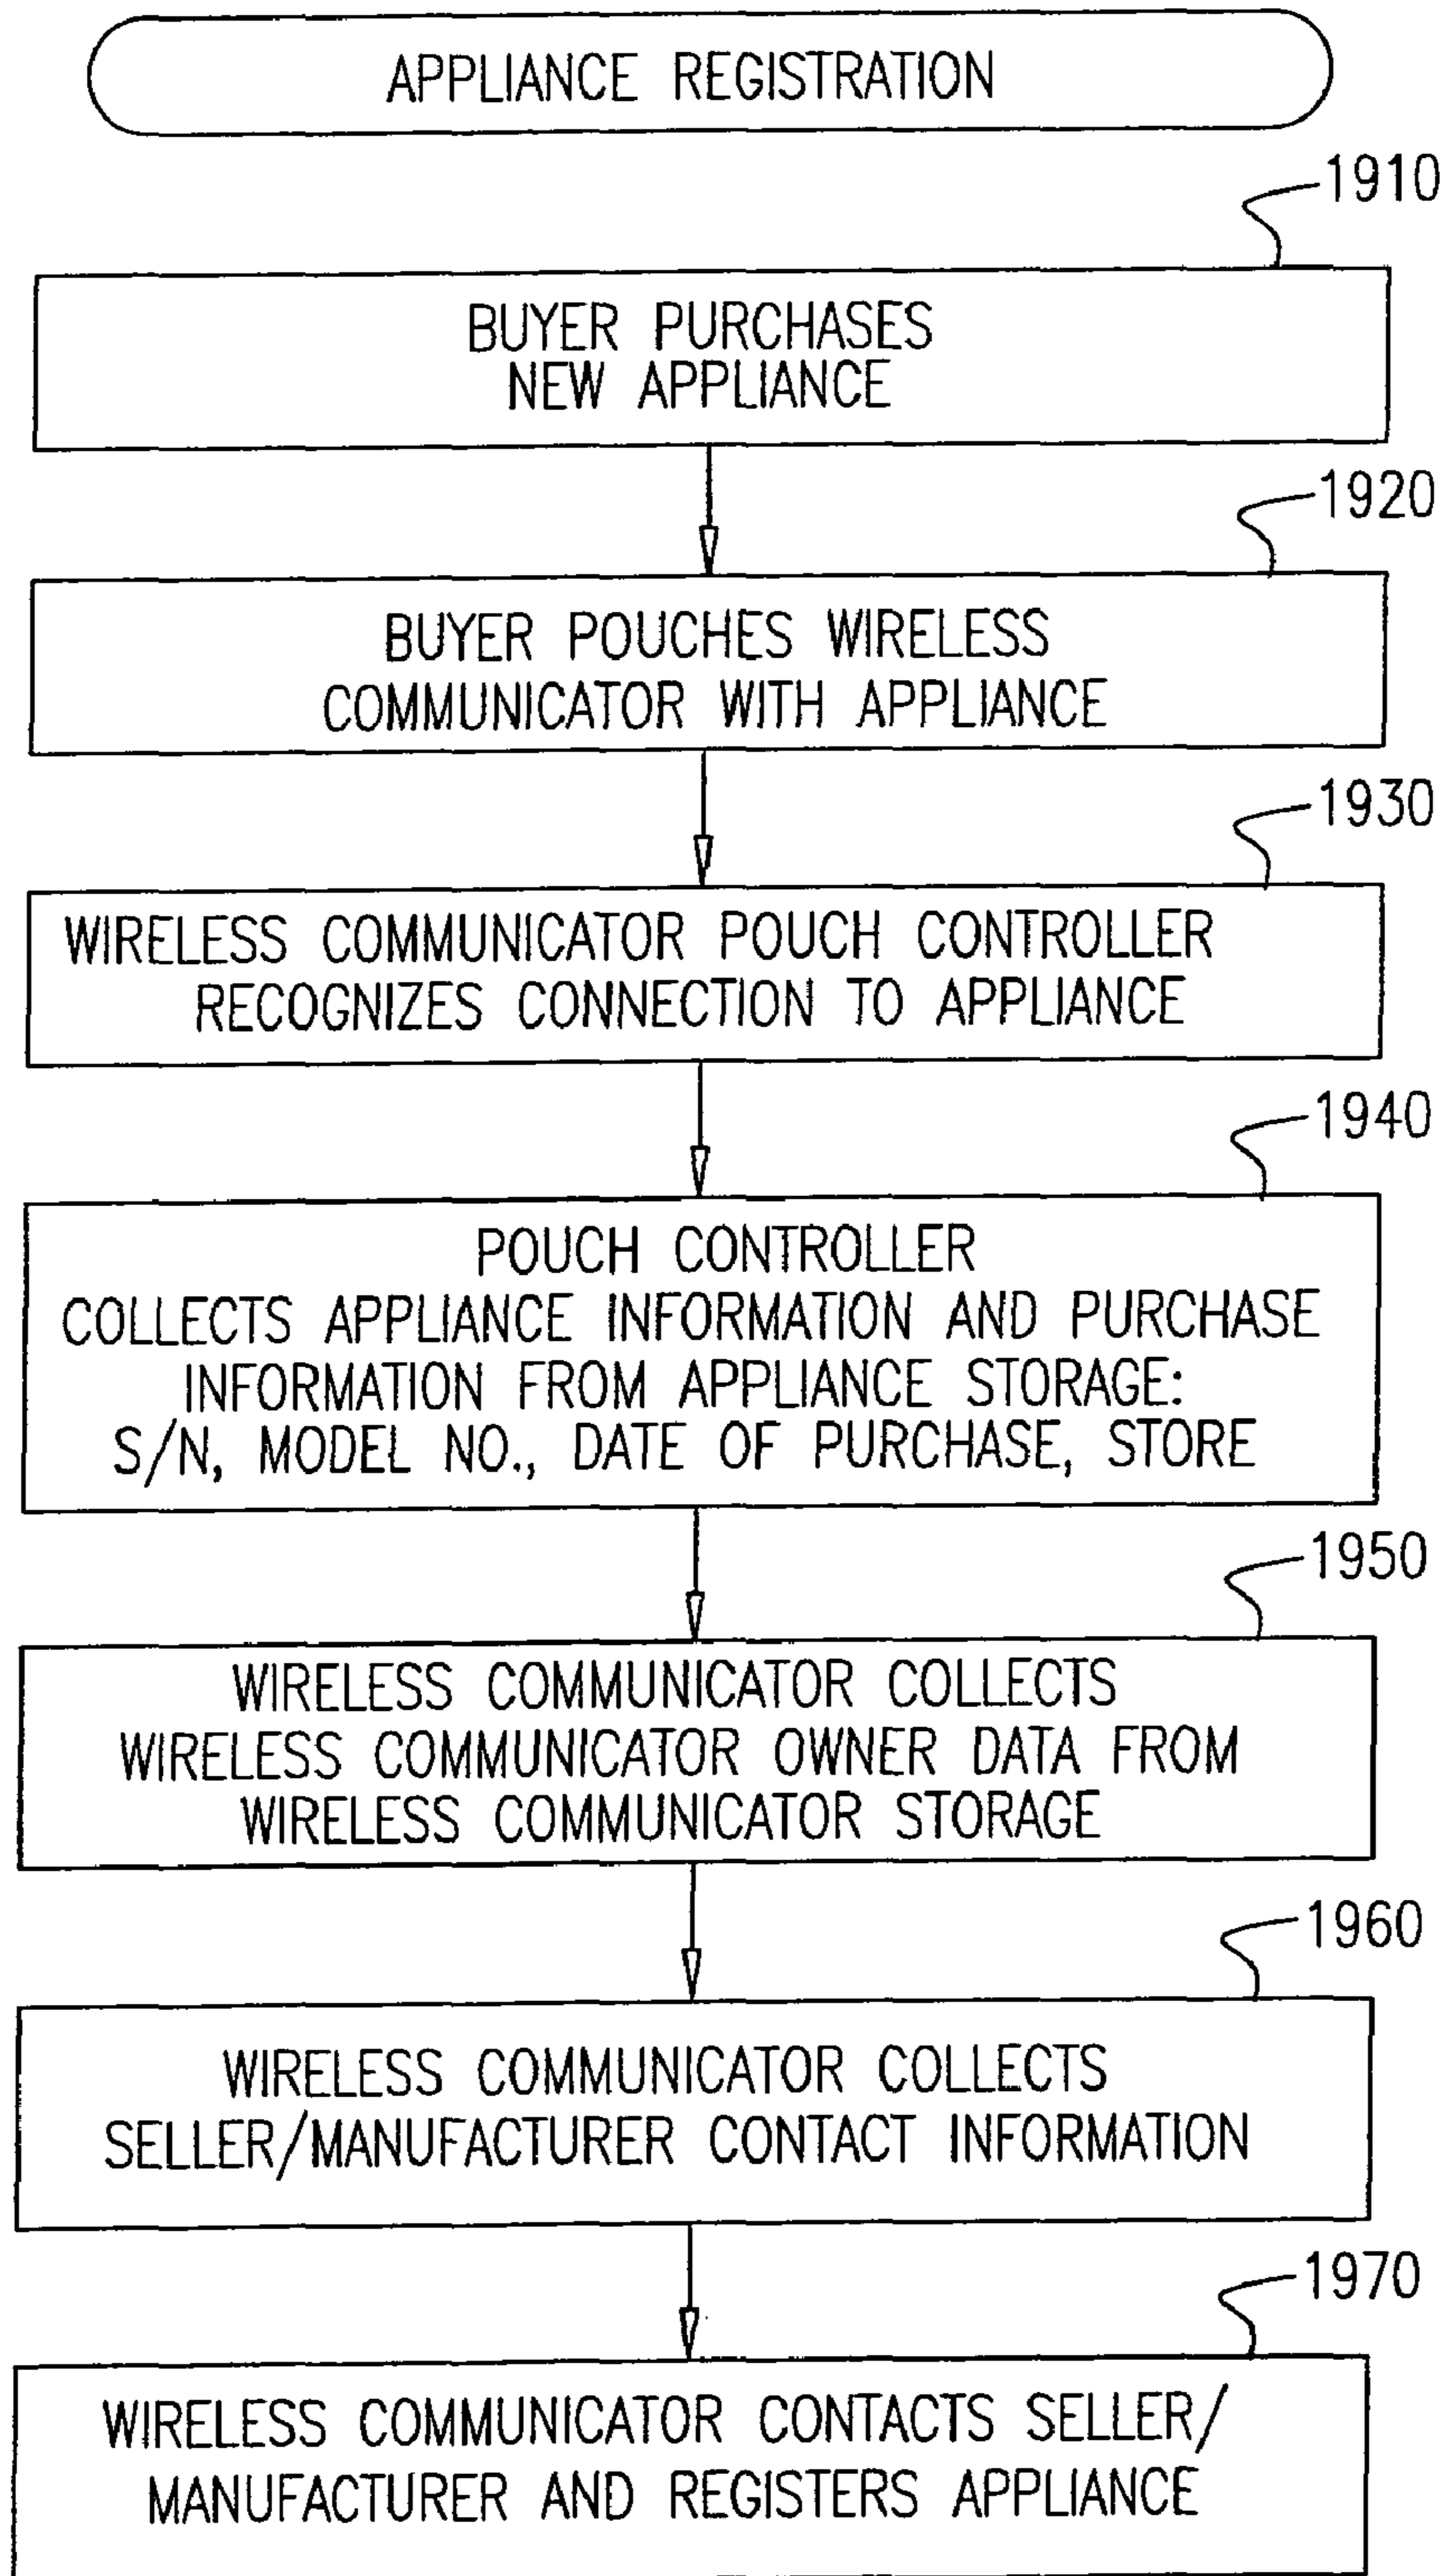 APPLIANCE REGISTRATION
1910
BUYER PURCHASES
NEW APPLIANCE
1920
BUYER POUCHES WIRELESS
COMMUNICATOR WITH APPLIANCE
1930
WIRELESS COMMUNICATOR POUCH CONTROLLER
RECOGNIZES CONNECTION TO APPLIANCE
1940
POUCH CONTROLLER
COLLECTS APPLIANCE INFORMATION AND PURCHASE
INFORMATION FROM APPLIANCE STORAGE:
S/N, MODEL NO., DATE OF PURCHASE, STORE
1950
WIRELESS COMMUNICATOR COLLECTS
WIRELESS COMMUNICATOR OWNER DATA FROM
WIRELESS COMMUNICATOR STORAGE
1960
WIRELESS COMMUNICATOR COLLECTS
SELLER/MANUFACTURER CONTACT INFORMATION
1970
WIRELESS COMMUNICATOR CONTACTS SELLER/
MANUFACTURER AND REGISTERS APPLIANCE